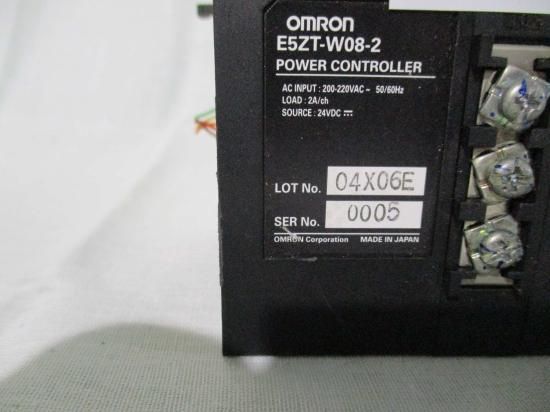 OMRON
E5ZT-W08-2
POWER CONTROLLER
AC INPUT : 200-220VAC ~ 50/60Hz
LOAD : 2A/ch
SOURCE : 24VDC ⎓
LOT No. 04X06E
SER No. 0005
OMRON Corporation MADE IN JAPAN